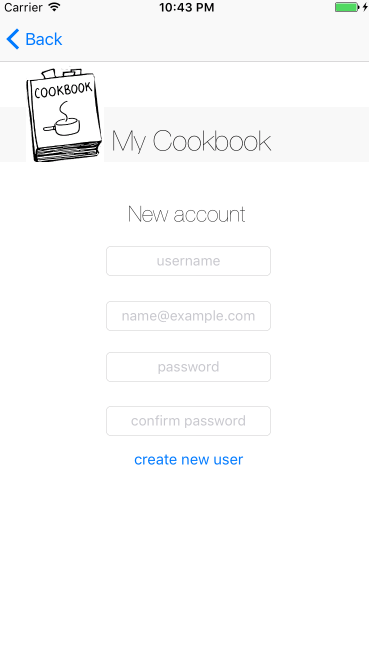 Carrier 10:43 PM
Back
COOKBOOK
My Cookbook
New account
username
name@example.com
password
confirm password
create new user